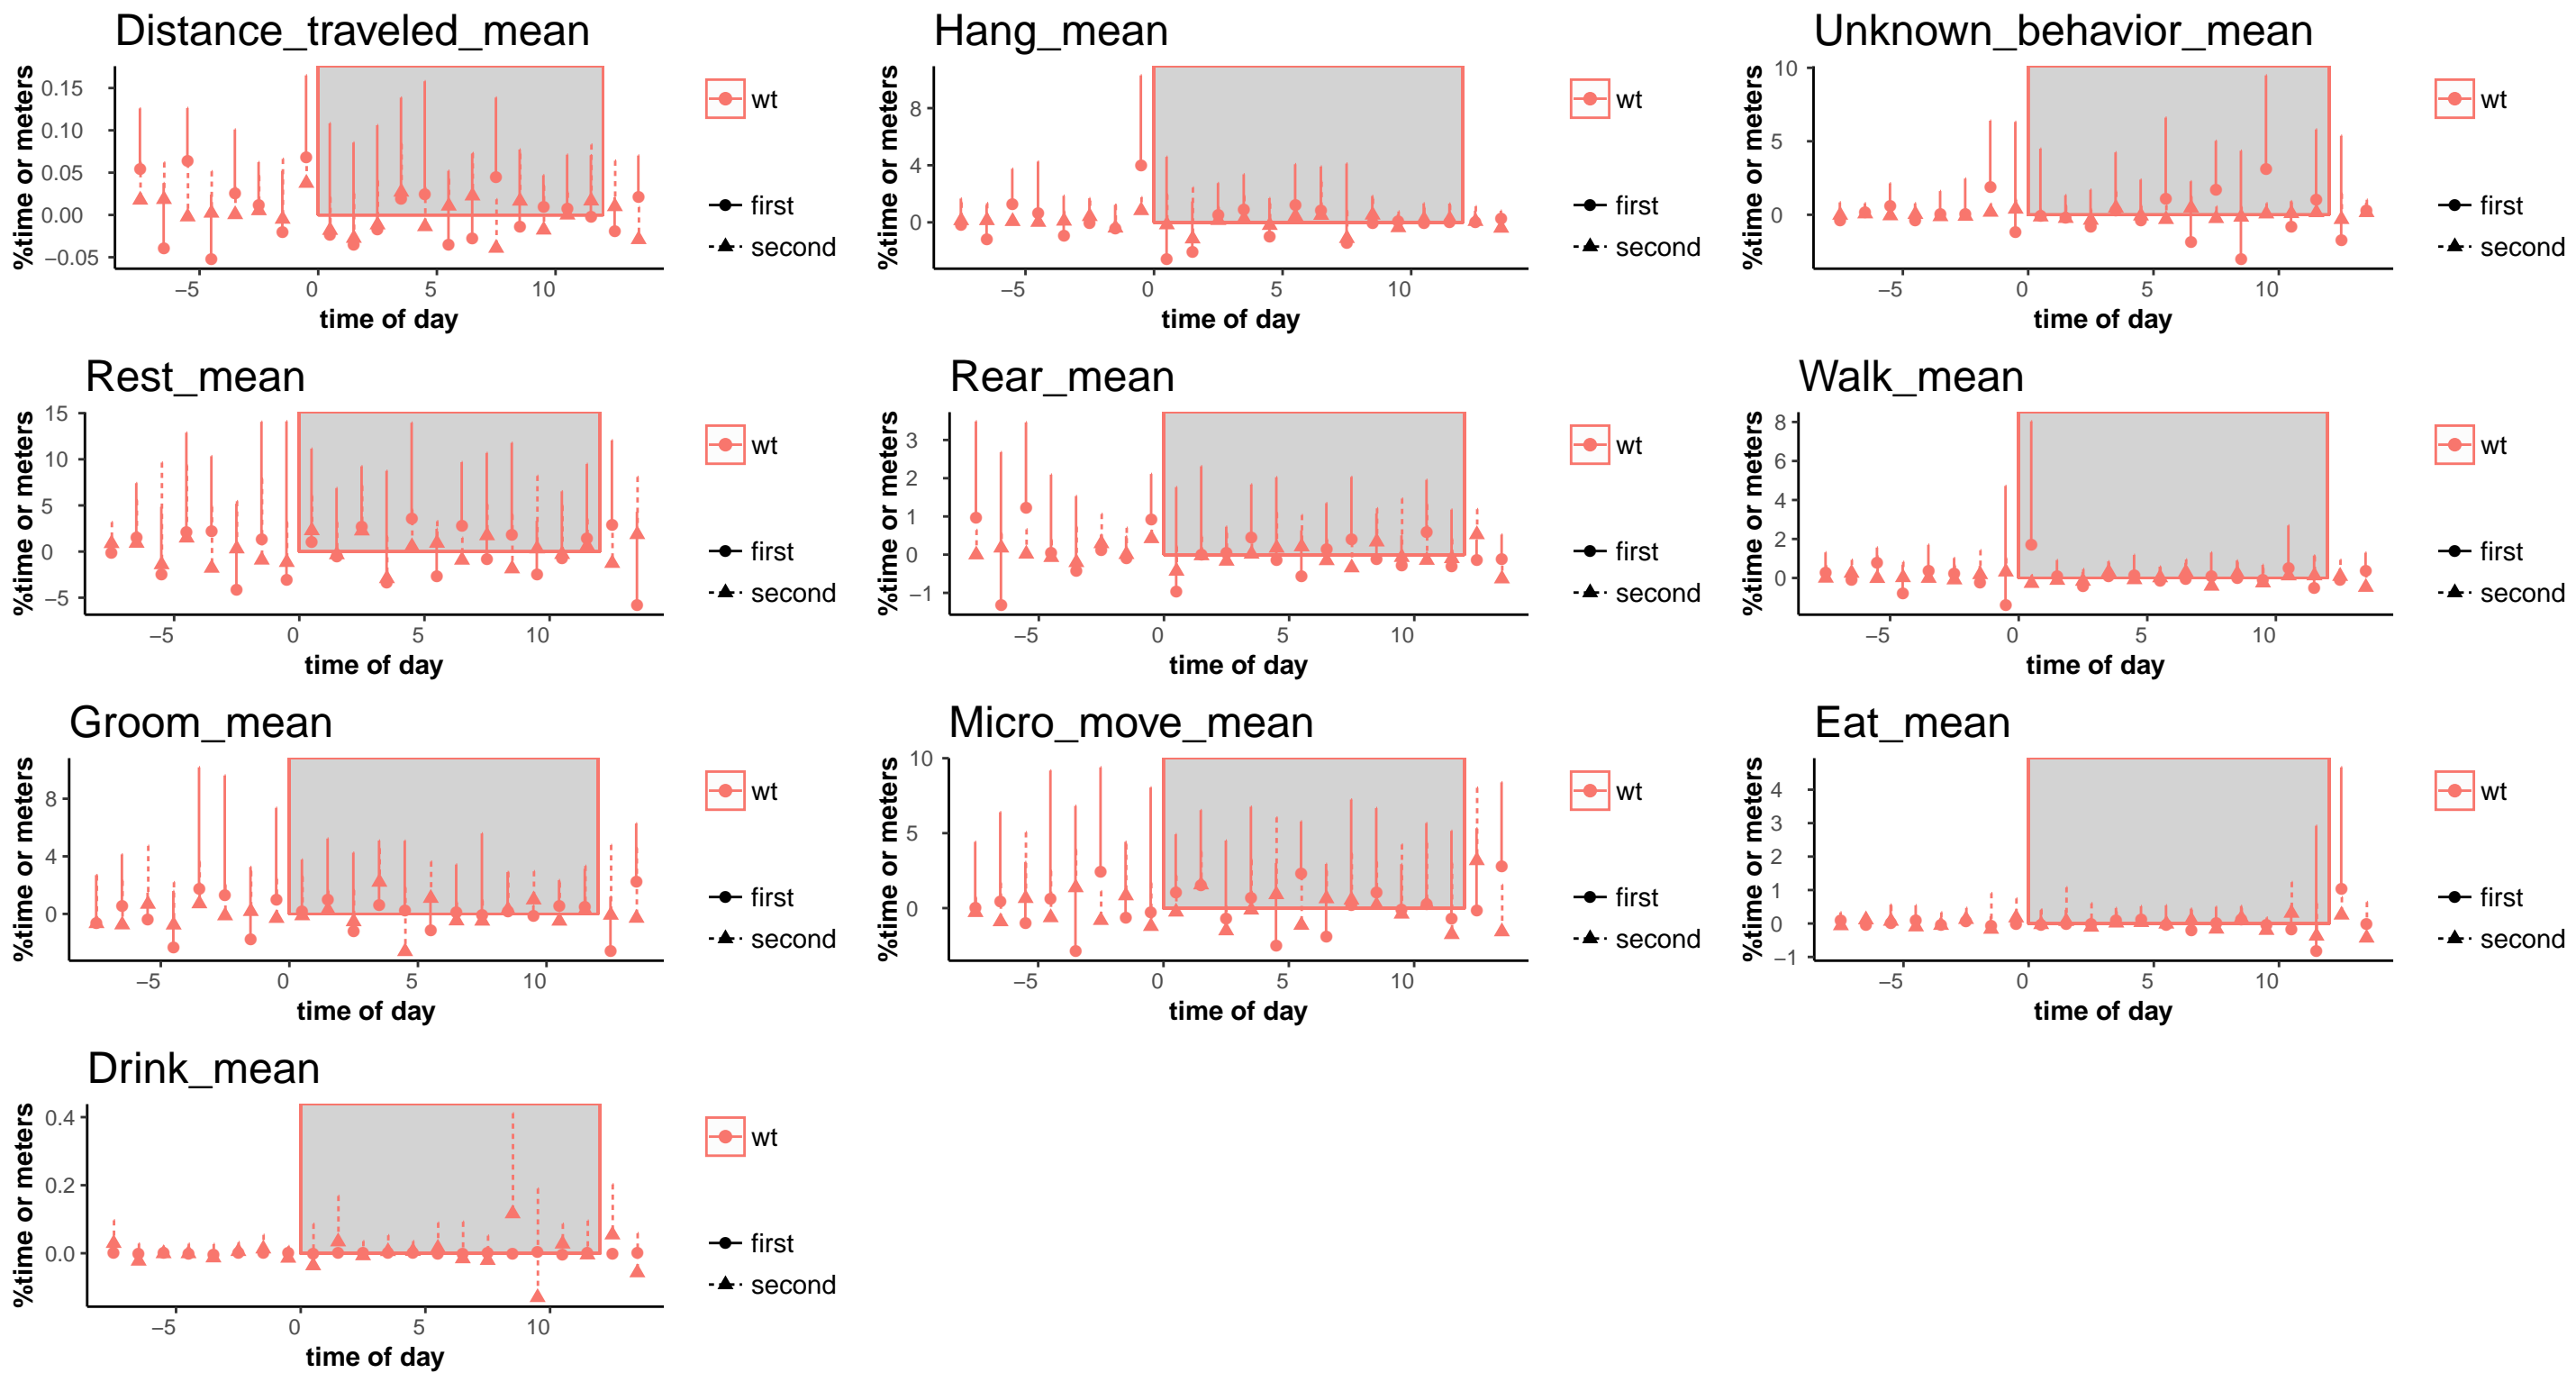 Distance_traveled_mean
%time or meters
0.15
0.10
0.05
0.00
−0.05
−5
0
5
10
time of day
wt
first
second
Hang_mean
%time or meters
8
4
0
−5
0
5
10
time of day
wt
first
second
Unknown_behavior_mean
%time or meters
10
5
0
−5
0
5
10
time of day
wt
first
second
Rest_mean
%time or meters
15
10
5
0
−5
−5
0
5
10
time of day
wt
first
second
Rear_mean
%time or meters
3
2
1
0
−1
−5
0
5
10
time of day
wt
first
second
Walk_mean
%time or meters
8
6
4
2
0
−5
0
5
10
time of day
wt
first
second
Groom_mean
%time or meters
8
4
0
−5
0
5
10
time of day
wt
first
second
Micro_move_mean
%time or meters
10
5
0
−5
0
5
10
time of day
wt
first
second
Eat_mean
%time or meters
4
3
2
1
0
−1
−5
0
5
10
time of day
wt
first
second
Drink_mean
%time or meters
0.4
0.2
0.0
−5
0
5
10
time of day
wt
first
second